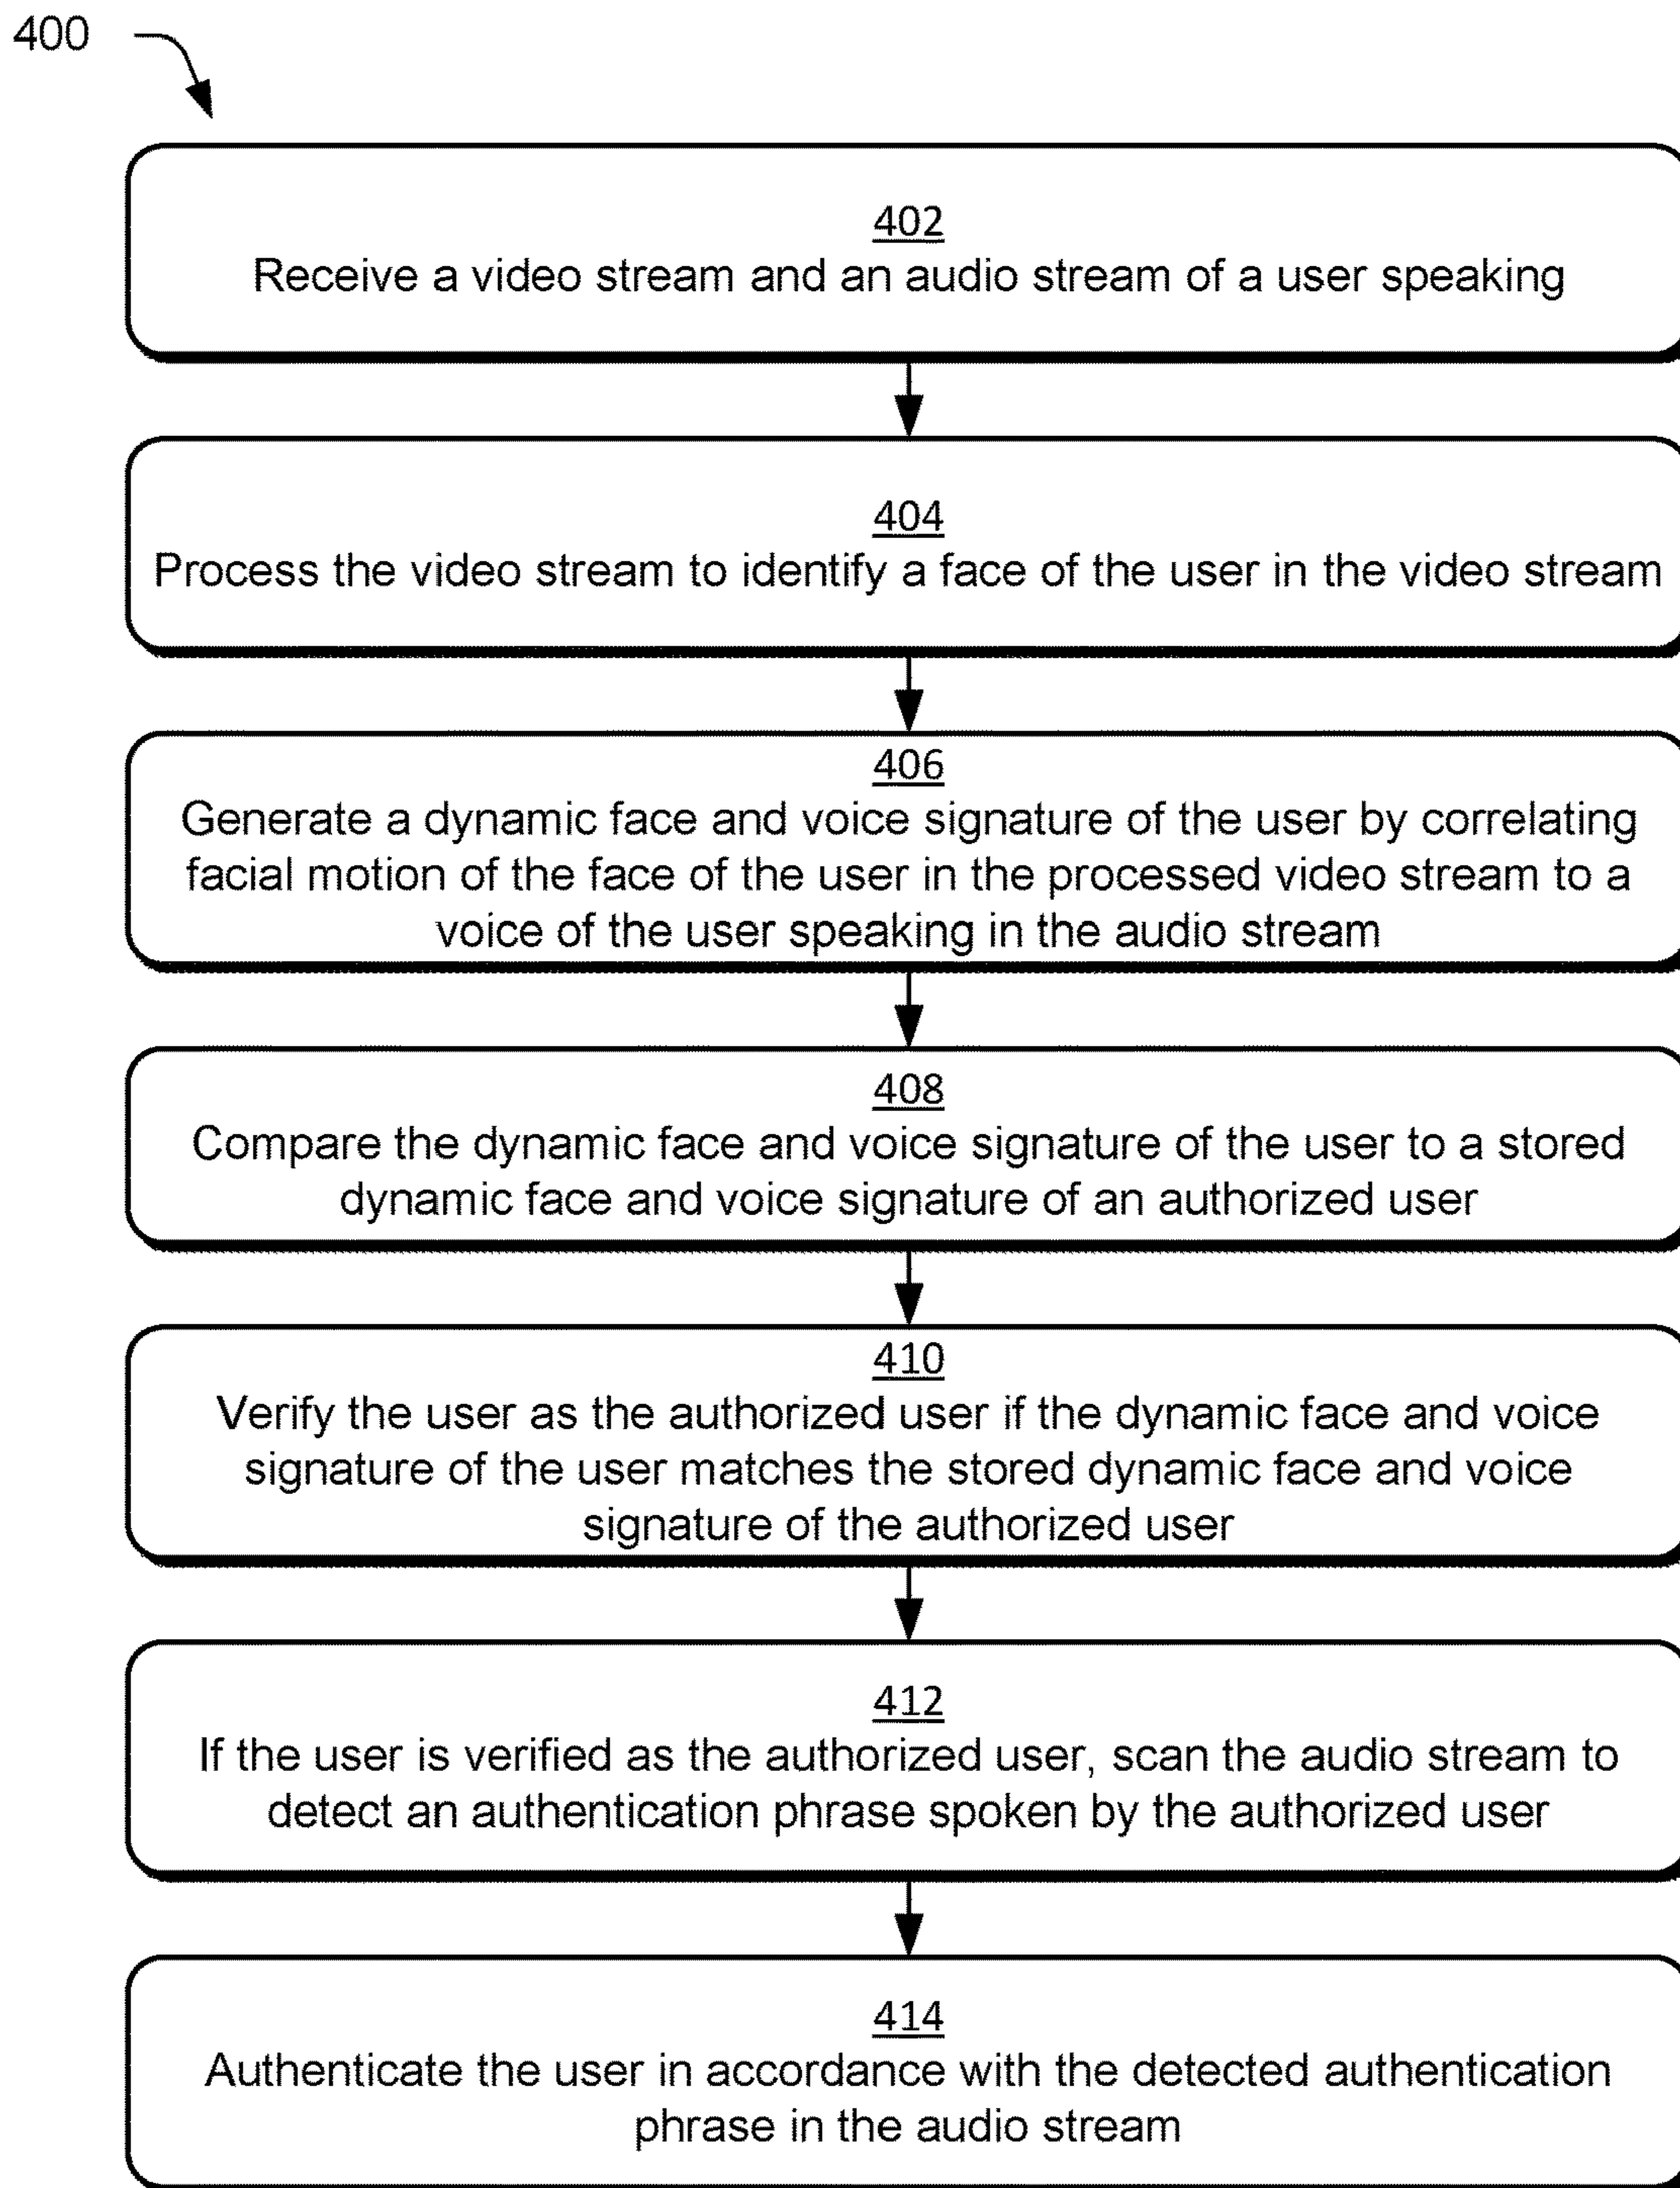 400
402
Receive a video stream and an audio stream of a user speaking
404
Process the video stream to identify a face of the user in the video stream
406
Generate a dynamic face and voice signature of the user by correlating
facial motion of the face of the user in the processed video stream to a
voice of the user speaking in the audio stream
408
Compare the dynamic face and voice signature of the user to a stored
dynamic face and voice signature of an authorized user
410
Verify the user as the authorized user if the dynamic face and voice
signature of the user matches the stored dynamic face and voice
signature of the authorized user
412
If the user is verified as the authorized user, scan the audio stream to
detect an authentication phrase spoken by the authorized user
414
Authenticate the user in accordance with the detected authentication
phrase in the audio stream